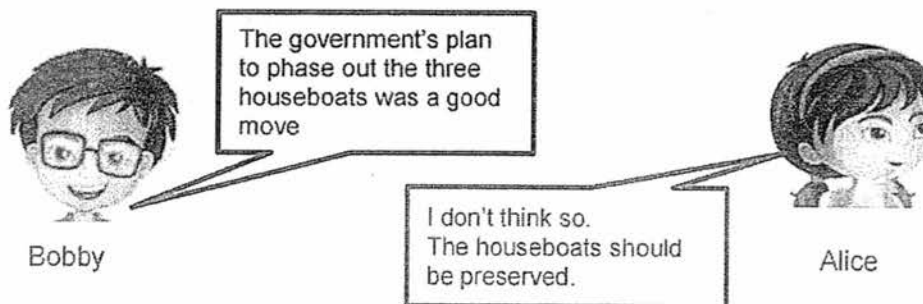 The government's plan
to phase out the three
houseboats was a good
move
Bobby
I don't think so.
The houseboats should
be preserved.
Alice